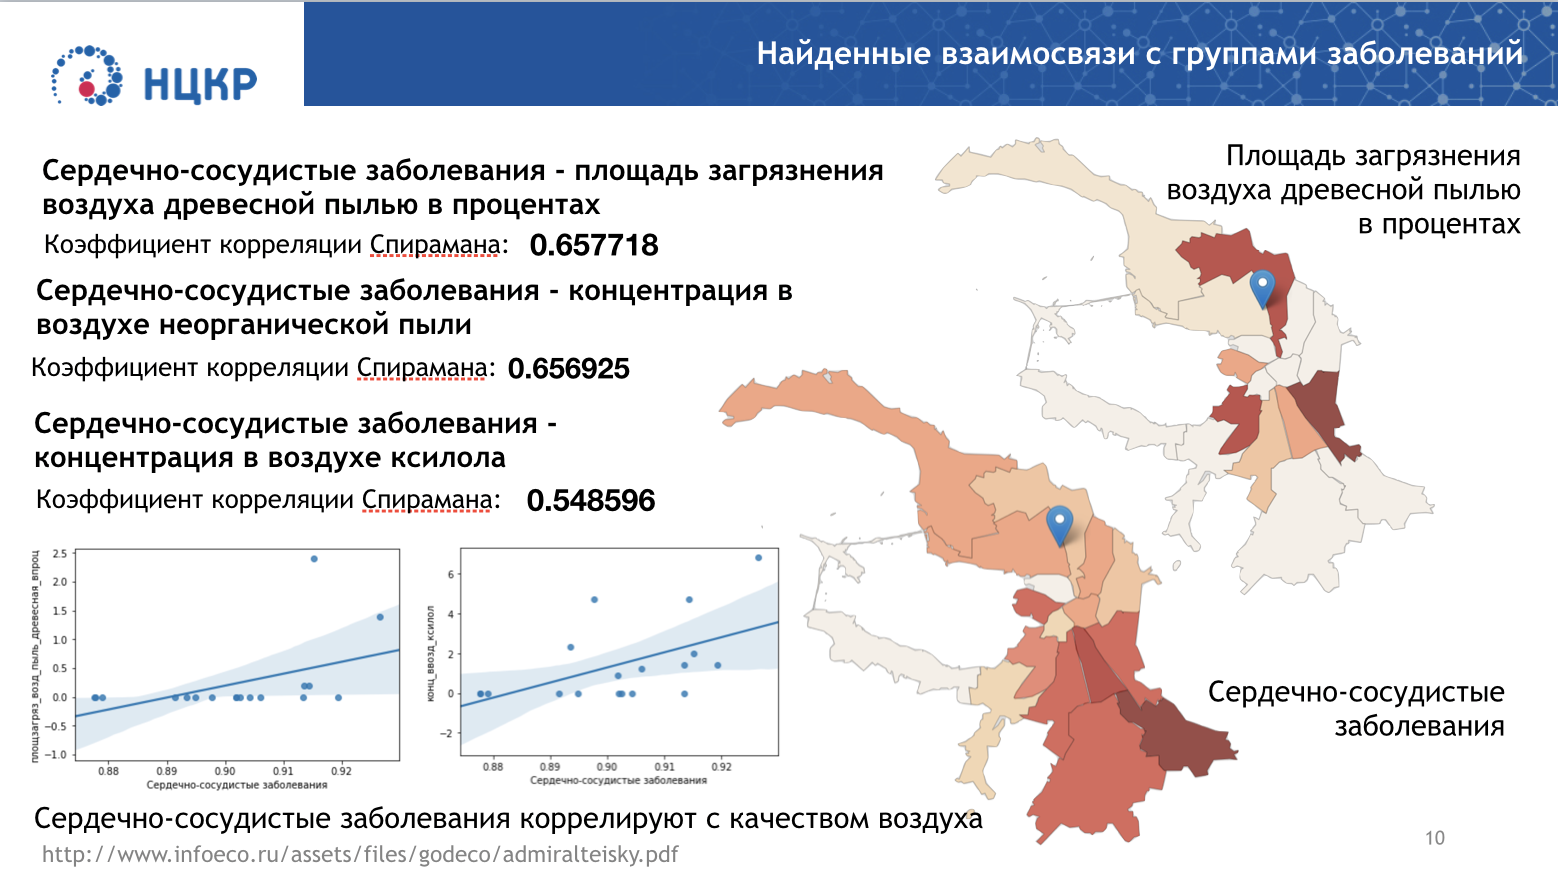 НЦКР
Найденные взаимосвязи с группами заболеваний
Сердечно-сосудистые заболевания - площадь загрязнения
воздуха древесной пылью в процентах
Коэффициент корреляции Спирамана: 0.657718
Сердечно-сосудистые заболевания - концентрация в
воздухе неорганической пыли
Коэффициент корреляции Спирамана: 0.656925
Сердечно-сосудистые заболевания -
концентрация в воздухе ксилола
Коэффициент корреляции Спирамана: 0.548596
Площадь загрязнения
воздуха древесной пылью
в процентах
площзагряз_возд_пыль_древесная_впроц
2.5
2.0
1.5
1.0
0.5
0.0
−0.5
−1.0
0.88 0.89 0.90 0.91 0.92
Сердечно-сосудистые заболевания
конц_ввозд_ксилол
6
4
2
0
−2
0.88 0.89 0.90 0.91 0.92
Сердечно-сосудистые заболевания
Сердечно-сосудистые
заболевания
Сердечно-сосудистые заболевания коррелируют с качеством воздуха
http://www.infoeco.ru/assets/files/godeco/admiralteisky.pdf
10